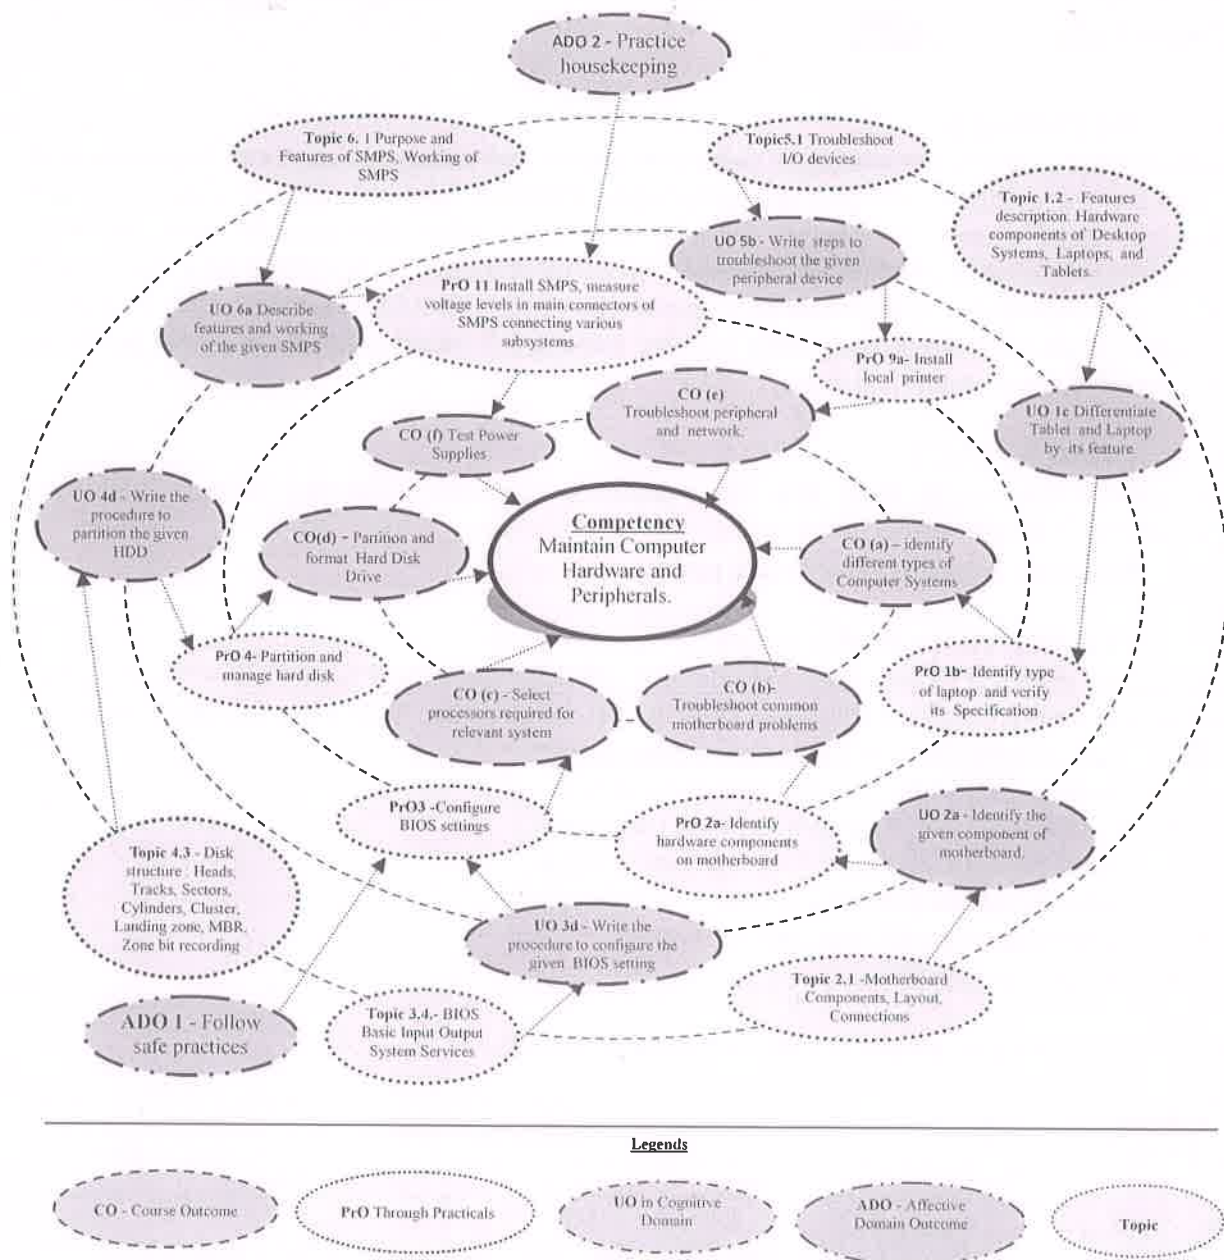 ADO 2 - Practice
housekeeping
Topic 6. 1 Purpose and
Features of SMPS, Working of
SMPS
Topic5.1 Troubleshoot
I/O devices
Topic 1.2 - Features
description. Hardware
components of Desktop
Systems, Laptops, and
Tablets.
UO 5b - Write steps to
troubleshoot the given
peripheral device
PrO 11 Install SMPS, measure
voltage levels in main connectors of
SMPS connecting various
subsystems.
UO 6a Describe
features and working
of the given SMPS
PrO 9a- Install
local printer
CO (e)
Troubleshoot peripheral
and network.
UO 1c Differentiate
Tablet and Laptop
by its feature
CO (f) Test Power
Supplies
UO 4d - Write the
procedure to
partition the given
HDD
CO(d) – Partition and
format Hard Disk
Drive
Competency
Maintain Computer
Hardware and
Peripherals.
CO (a) – identify
different types of
Computer Systems
PrO 4- Partition and
manage hard disk
CO (c) - Select
processors required for
relevant system
CO (b)-
Troubleshoot common
motherboard problems
PrO 1b- Identify type
of laptop and verify
its Specification
PrO3 -Configure
BIOS settings
PrO 2a- Identify
hardware components
on motherboard
UO 2a - Identify the
given component of
motherboard.
Topic 4.3 - Disk
structure : Heads,
Tracks, Sectors,
Cylinders, Cluster,
Landing zone, MBR,
Zone bit recording
UO 3d - Write the
procedure to configure the
given BIOS setting
Topic 2.1 -Motherboard
Components, Layout,
Connections
ADO 1 - Follow
safe practices
Topic 3.4.- BIOS
Basic Input Output
System Services
Legends
CO - Course Outcome
PrO Through Practicals
UO in Cognitive
Domain
ADO - Affective
Domain Outcome
Topic